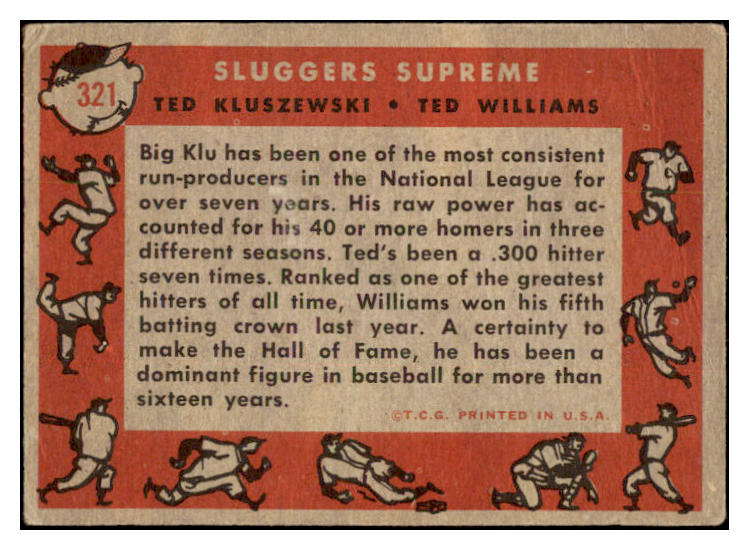 321
SLUGGERS SUPREME
TED KLUSZEWSKI • TED WILLIAMS
Big Klu has been one of the most consistent
run-producers in the National League for
over seven years. His raw power has ac-
counted for his 40 or more homers in three
different seasons. Ted's been a .300 hitter
seven times. Ranked as one of the greatest
hitters of all time, Williams won his fifth
batting crown last year. A certainty to
make the Hall of Fame, he has been a
dominant figure in baseball for more than
sixteen years.
©T.C.G. PRINTED IN U.S.A.